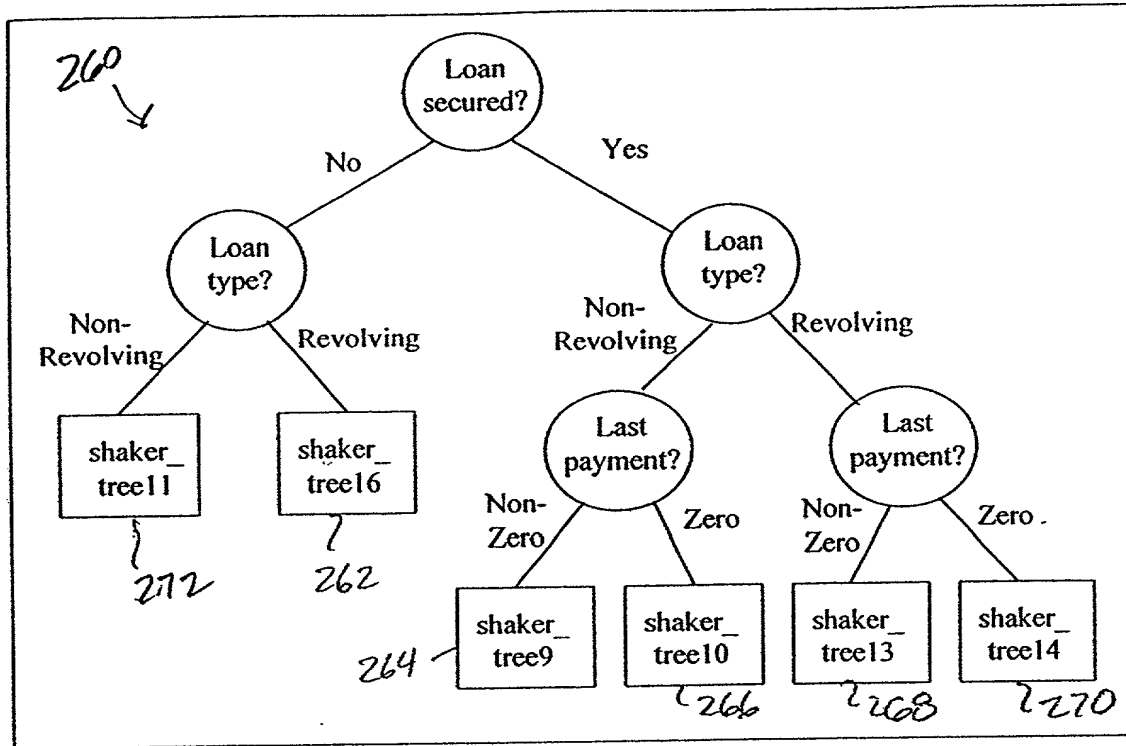 260
Loan
secured?
No
Yes
Loan
type?
Loan
type?
Non-
Revolving
Revolving
Non-
Revolving
Revolving
shaker_
tree11
shaker_
tree16
Last
payment?
Last
payment?
Non-
Zero
Zero
Non-
Zero
Zero
272
262
shaker_
tree9
shaker_
tree10
shaker_
tree13
shaker_
tree14
264
266
268
270